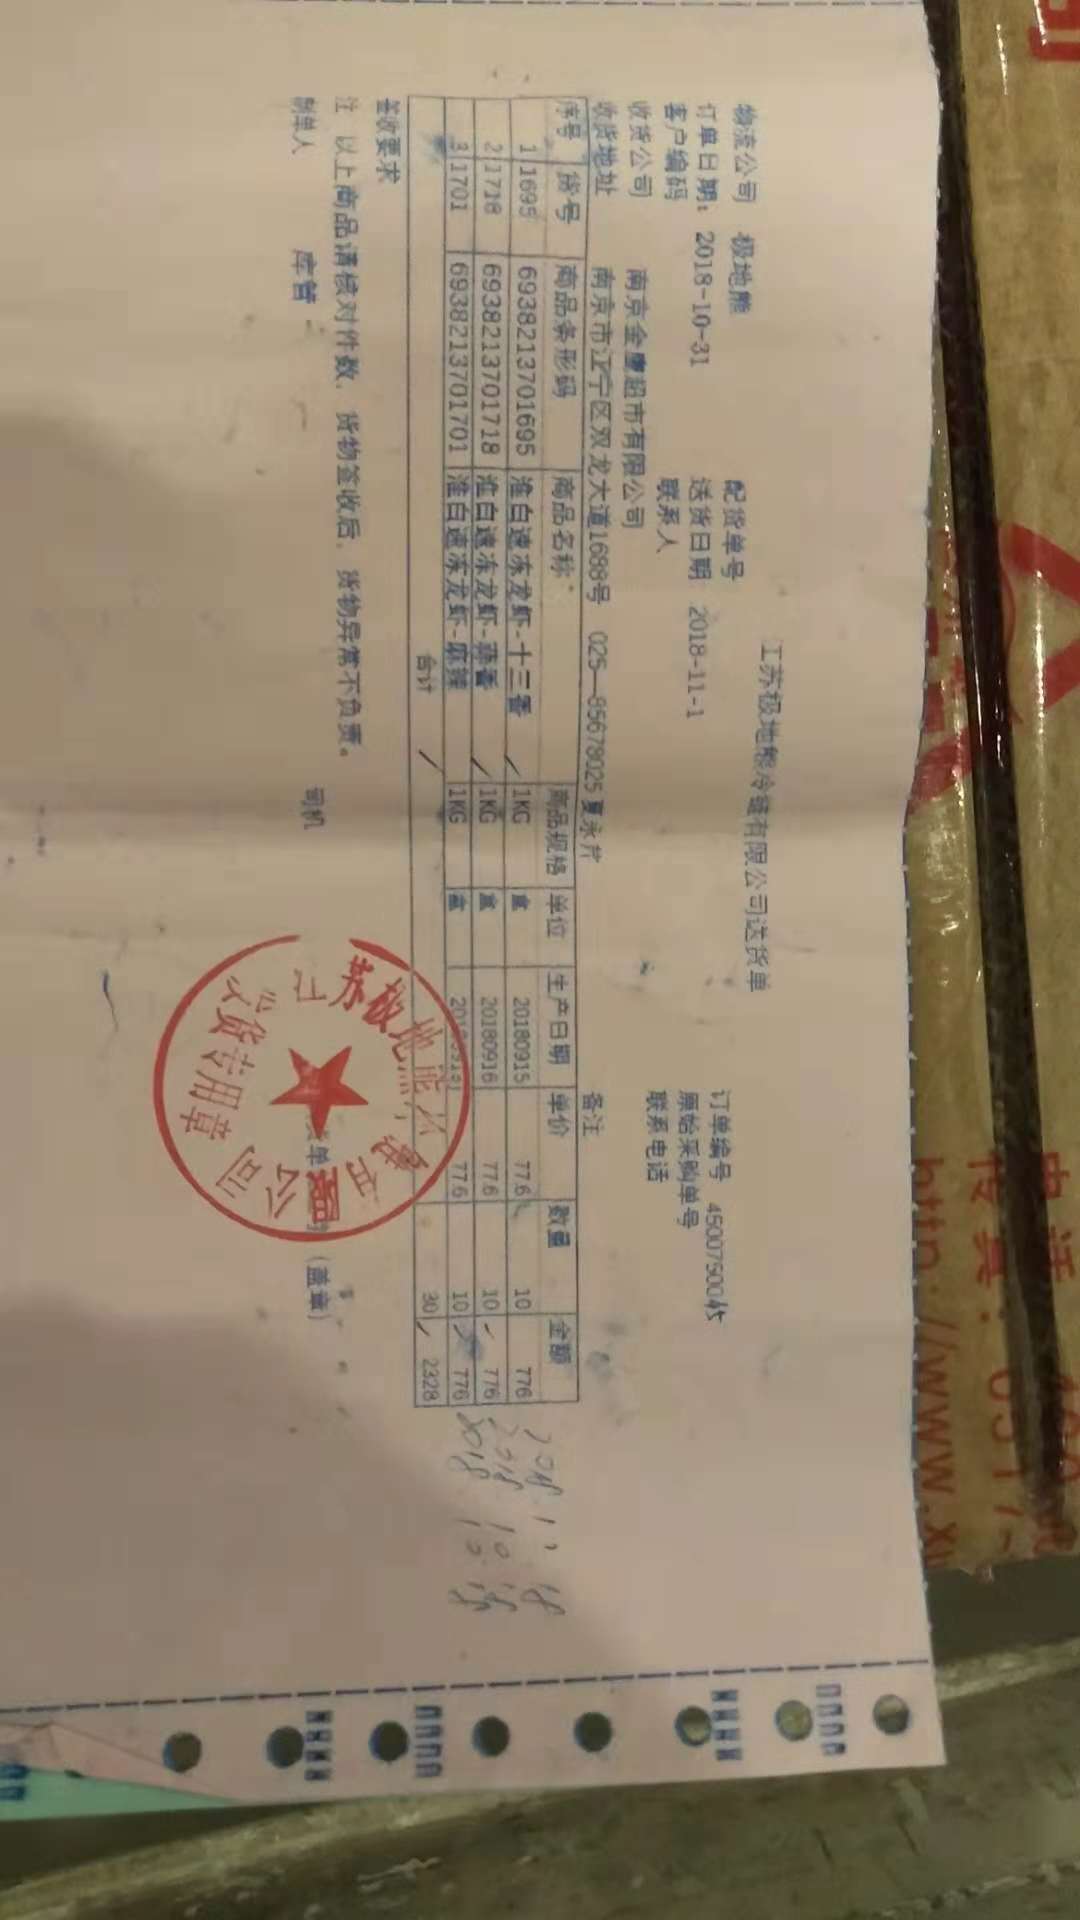 江苏极地熊冷链有限公司送货单
物流公司 极地熊 配货单号 订单编号
订单日期: 2018-10-31 送货日期 2018-11-1 原始采购单号
客户编码 联系人 联系电话
收货公司 南京金鹰超市有限公司
收货地址 南京市江宁区双龙大道1688号 025—85678025 夏永芹 备注
序号 货号 商品条形码 商品名称 商品规格 单位 生产日期 单价 数量 金额
1 1695 6938213701695 淮白速冻龙虾-十三香 1KG 盒 20180915 77.6 10 776
2 1718 6938213701718 淮白速冻龙虾-蒜香 1KG 盒 20180916 77.6 10 776
3 1701 6938213701701 淮白速冻龙虾-麻辣 1KG 盒 77.6 10 776
合计 30 2328
签收要求
注 以上商品请核对件数, 货物签收后, 货物异常不负责。
制单人 库管 司机 (盖章)
专用章